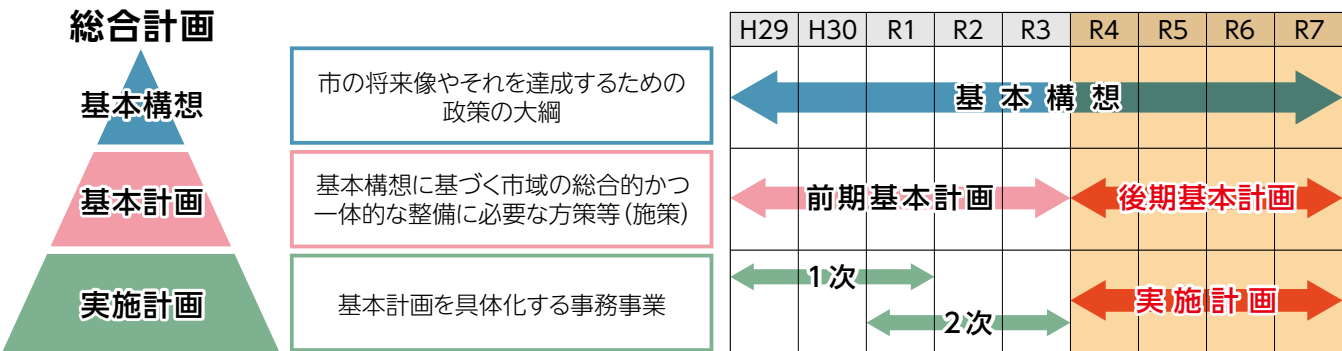 総合計画
基本構想
市の将来像やそれを達成するための
政策の大綱
基本計画
基本構想に基づく市域の総合的かつ
一体的な整備に必要な方策等(施策)
実施計画
基本計画を具体化する事務事業
H29 H30 R1 R2 R3 R4 R5 R6 R7
基本構想
前期基本計画 後期基本計画
1次
実施計画
2次